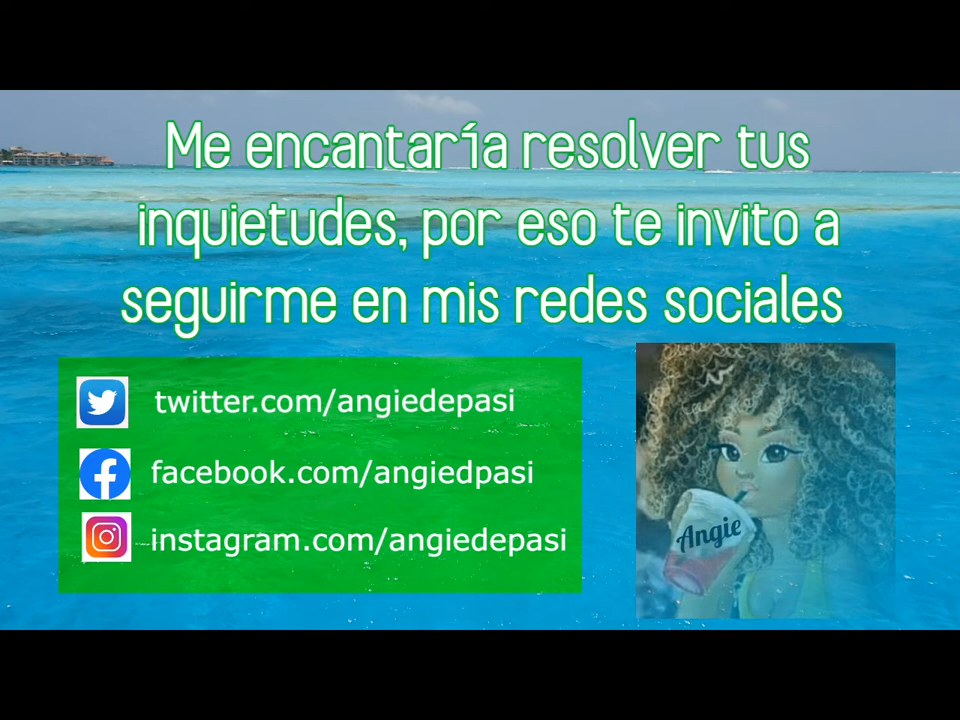 Me encantaría resolver tus
inquietudes, por eso te invito a
seguirme en mis redes sociales
twitter.com/angiedepasi
facebook.com/angiedpasi
instagram.com/angiedepasi
Angie